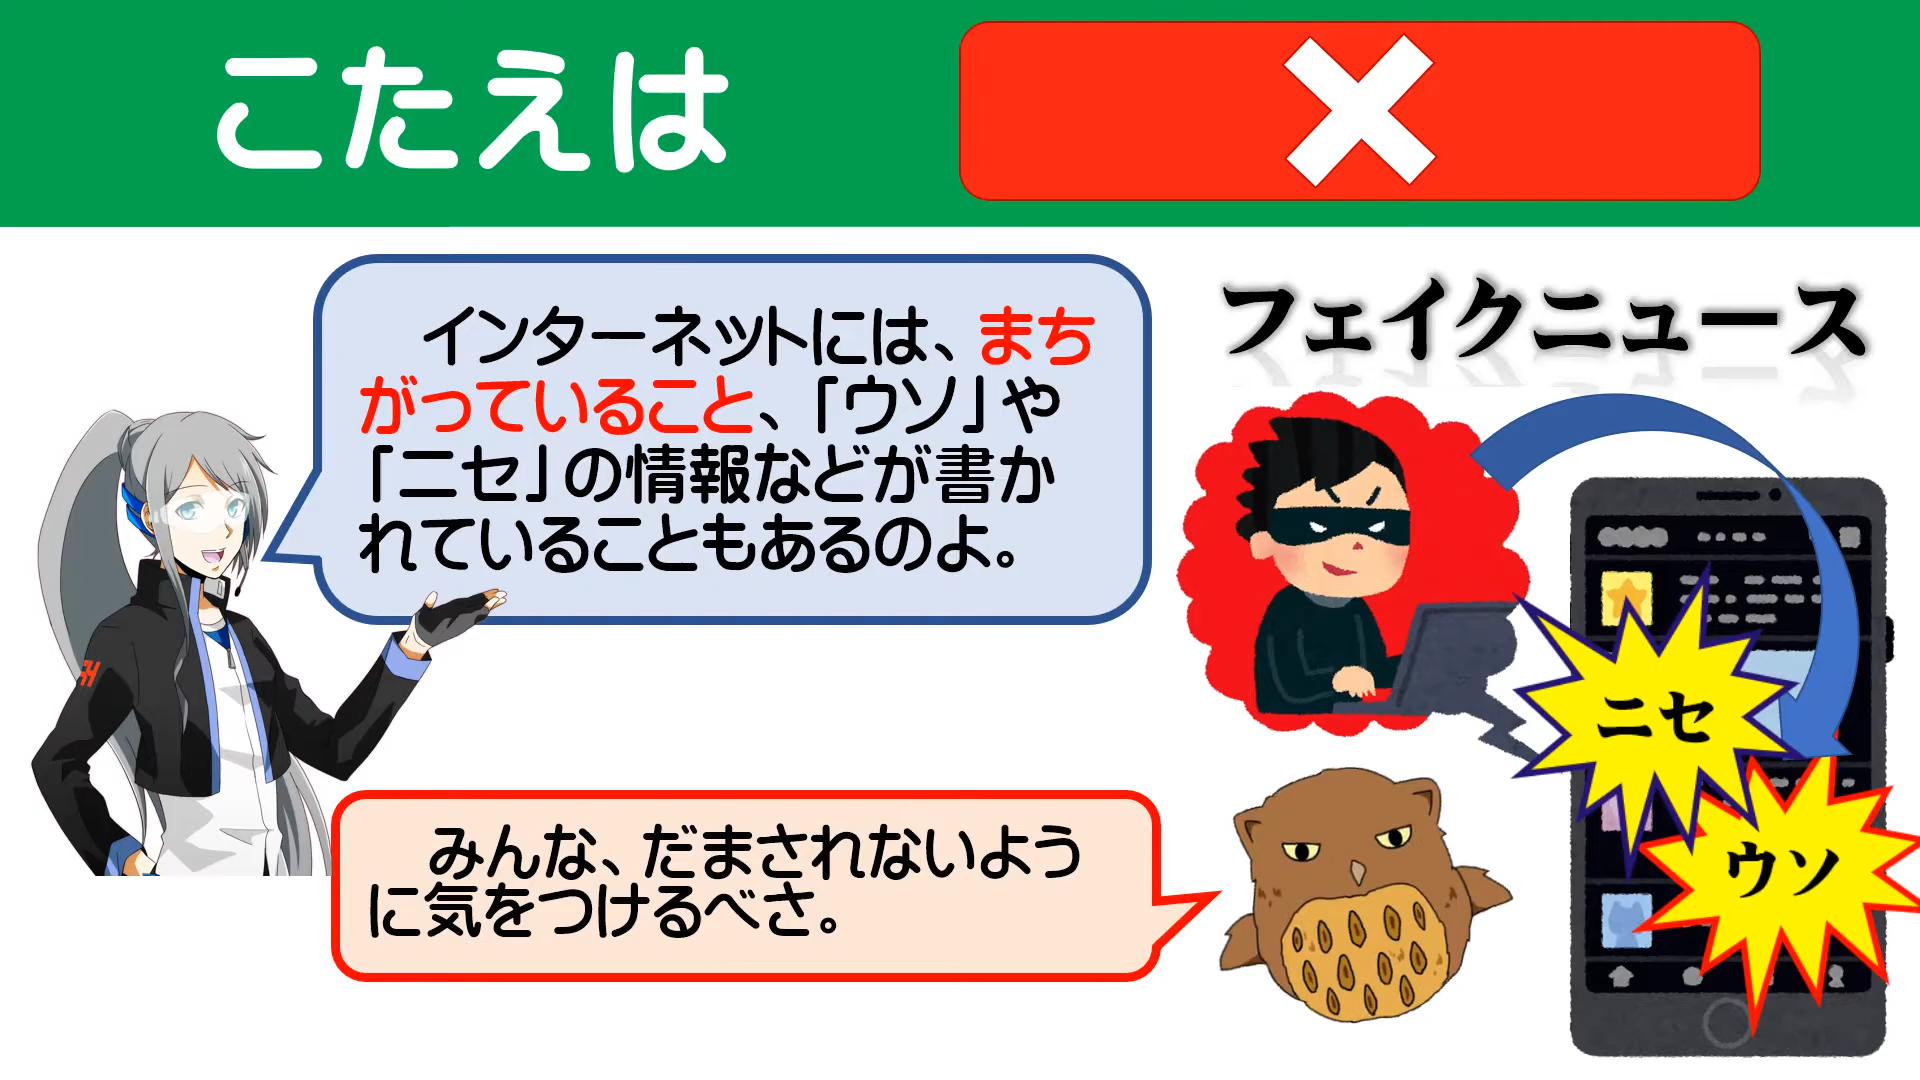 こたえは
インターネットには、まち
がっていること、「ウソ」や
「ニセ」の情報などが書か
れていることもあるのよ。
フェイクニュース
ニセ
ウソ
みんな、だまされないよう
に気をつけるべさ。